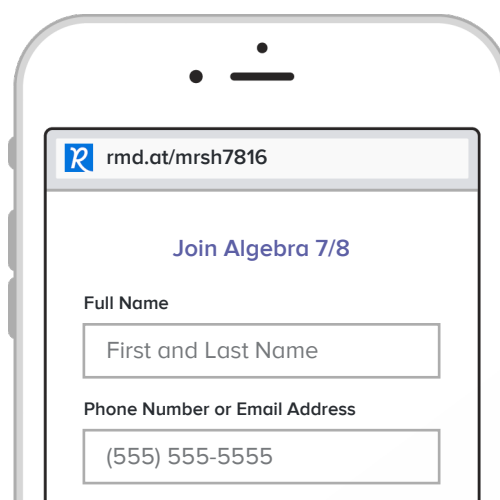 rmd.at/mrsh7816
Join Algebra 7/8
Full Name
First and Last Name
Phone Number or Email Address
(555) 555-5555